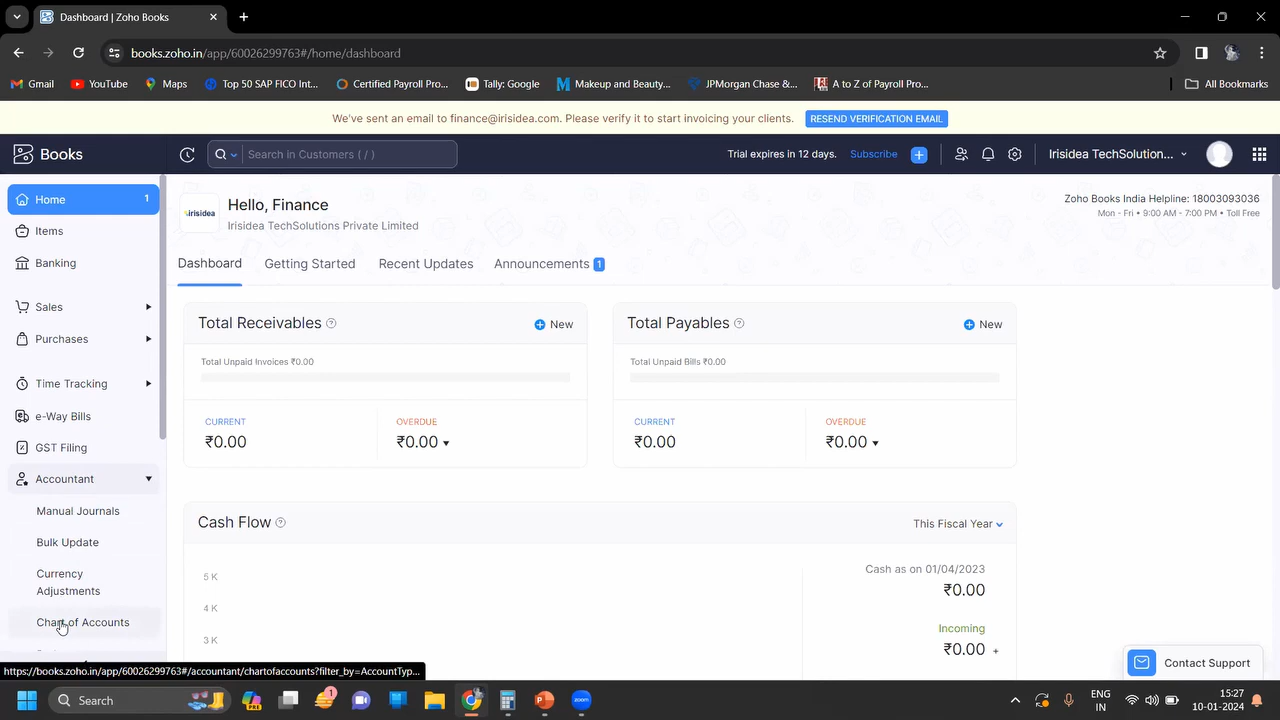 Dashboard | Zoho Books
books.zoho.in/app/60026299763#/home/dashboard
Gmail
YouTube
Maps
Top 50 SAP FICO Int...
Certified Payroll Pro...
Tally: Google
Makeup and Beauty...
JPMorgan Chase &...
A to Z of Payroll Pro...
All Bookmarks
We've sent an email to finance@irisidea.com. Please verify it to start invoicing your clients.
RESEND VERIFICATION EMAIL
Books
Search in Customers ( / )
Trial expires in 12 days.
Subscribe
Irisidea TechSolution...
Home 1
Items
Banking
Sales
Purchases
Time Tracking
e-Way Bills
GST Filing
Accountant
Manual Journals
Bulk Update
Currency
Adjustments
Chart of Accounts
irisidea
Hello, Finance
Irisidea TechSolutions Private Limited
Zoho Books India Helpline: 18003093036
Mon - Fri • 9:00 AM - 7:00 PM • Toll Free
Dashboard
Getting Started
Recent Updates
Announcements 1
Total Receivables
New
Total Unpaid Invoices ₹0.00
CURRENT
₹0.00
OVERDUE
₹0.00
Total Payables
New
Total Unpaid Bills ₹0.00
CURRENT
₹0.00
OVERDUE
₹0.00
Cash Flow
This Fiscal Year
5 K
4 K
3 K
Cash as on 01/04/2023
₹0.00
Incoming
₹0.00 +
Contact Support
https://books.zoho.in/app/60026299763#/accountant/chartofaccounts?filter_by=AccountTyp...
Search
PRE
1
zoom
ENG
IN
15:27
10-01-2024